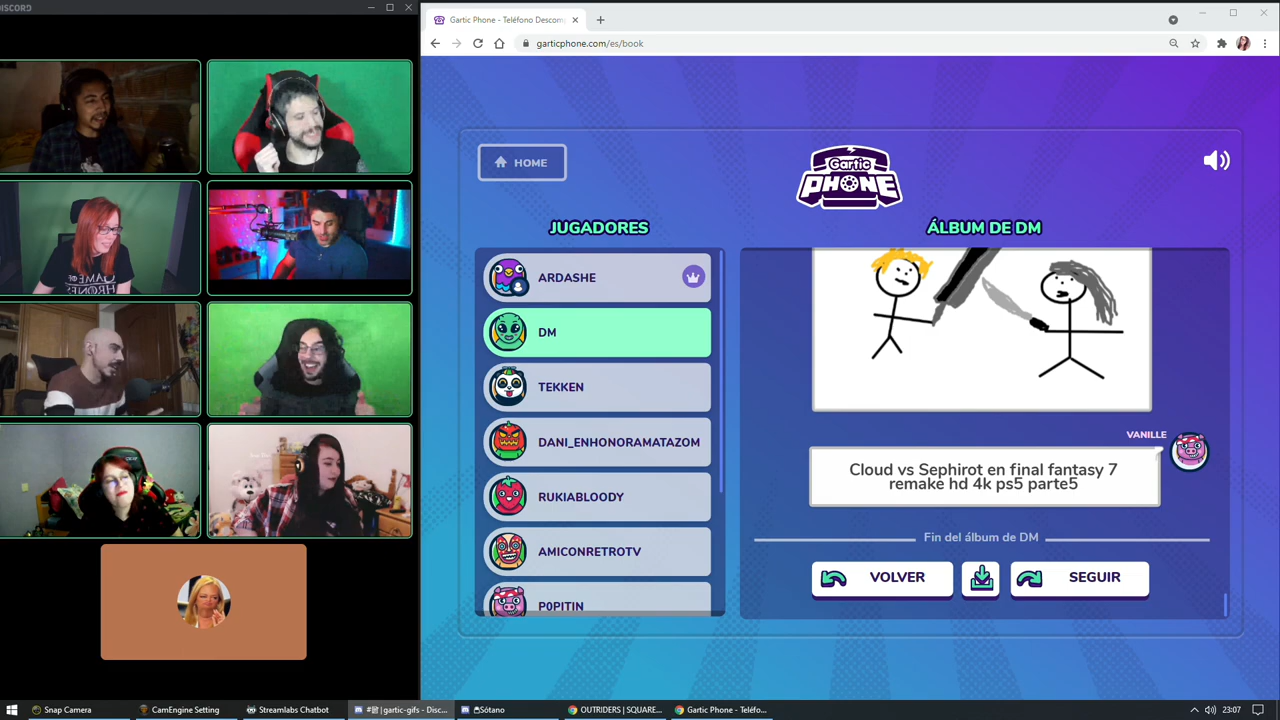 DISCORD
Gartic Phone - Teléfono Descom
garticphone.com/es/book
HOME
Gartic
PHONE
JUGADORES
ÁLBUM DE DM
ARDASHE
DM
TEKKEN
DANI_ENHONORAMATAZOM
RUKIABLOODY
AMICONRETROTV
P0PITIN
VANILLE
Cloud vs Sephirot en final fantasy 7
remake hd 4k ps5 parte5
Fin del álbum de DM
VOLVER
SEGUIR
Snap Camera
CamEngine Setting
Streamlabs Chatbot
| gartic-gifs - Disc...
Sótano
OUTRIDERS | SQUARE...
Gartic Phone - Teléfo...
23:07